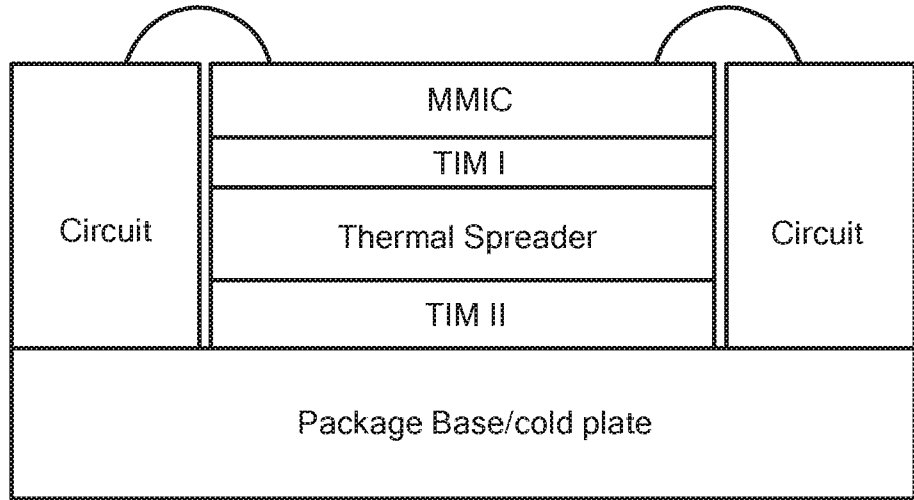 MMIC
TIM I
Circuit
Thermal Spreader
Circuit
TIM II
Package Base/cold plate